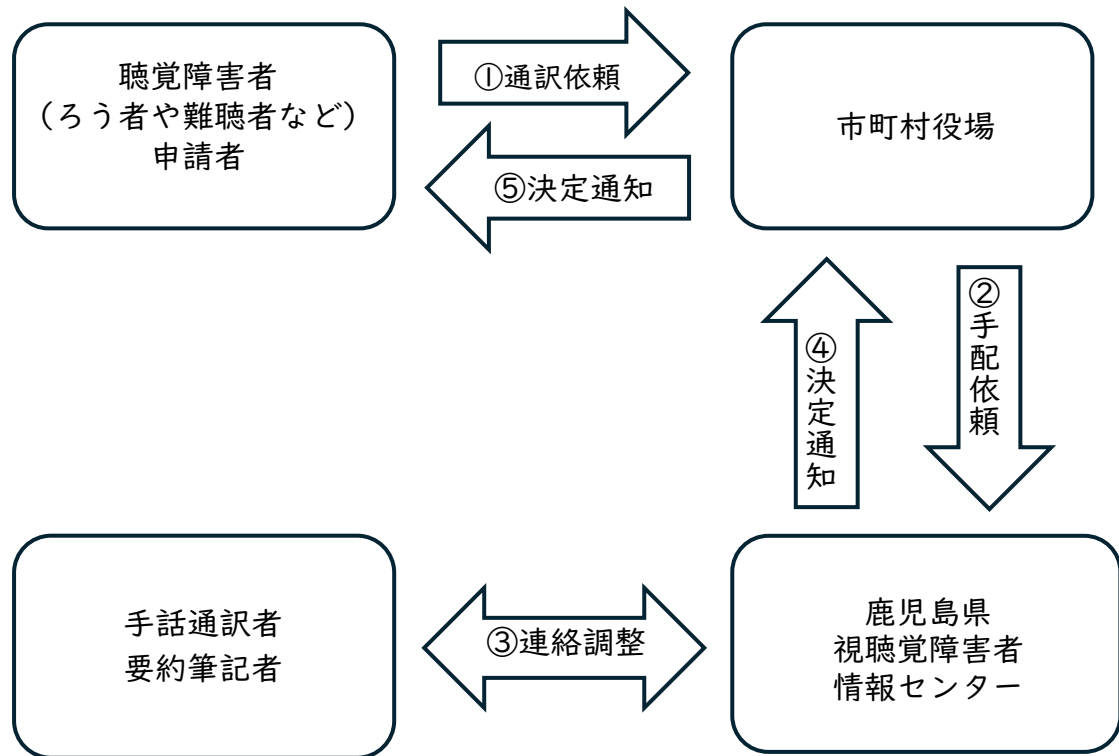 聴覚障害者
（ろう者や難聴者など）
申請者
①通訳依頼
市町村役場
⑤決定通知
②手配依頼
④決定通知
手話通訳者
要約筆記者
③連絡調整
鹿児島県
視聴覚障害者
情報センター